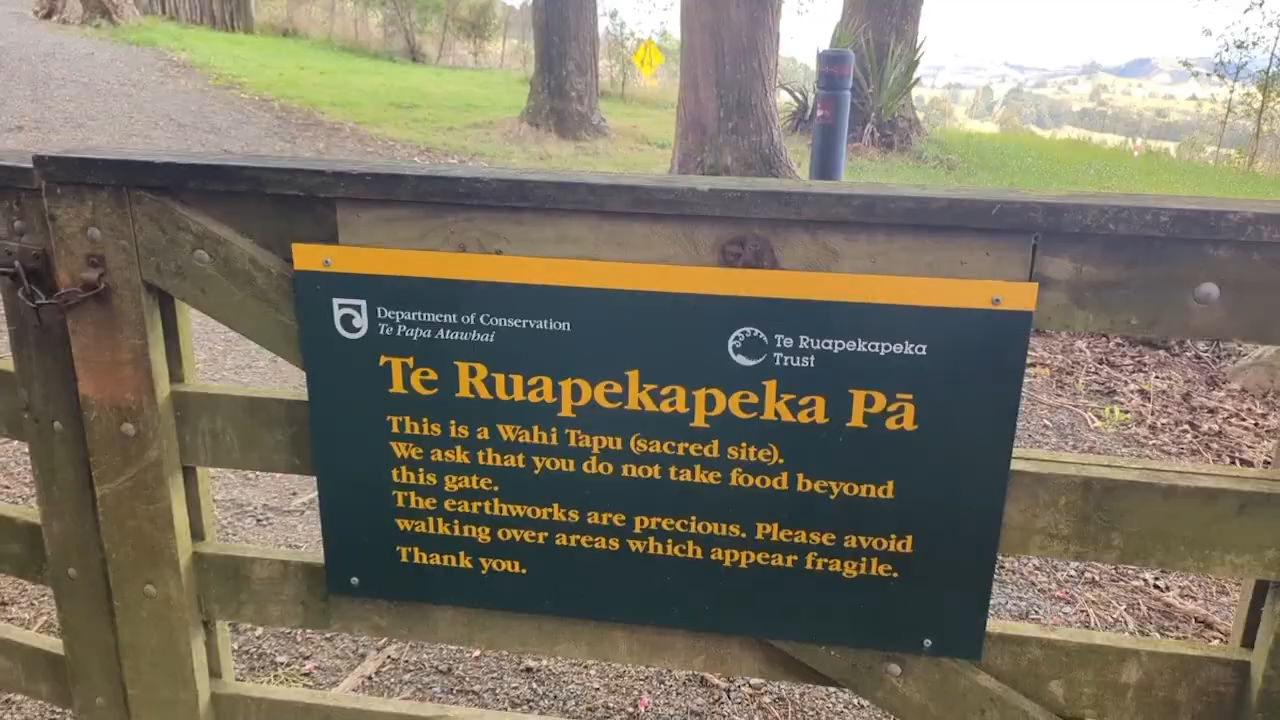 Department of Conservation
Te Papa Atawhai
Te Ruapekapeka
Trust
Te Ruapekapeka Pā
This is a Wahi Tapu (sacred site).
We ask that you do not take food beyond
this gate.
The earthworks are precious. Please avoid
walking over areas which appear fragile.
Thank you.